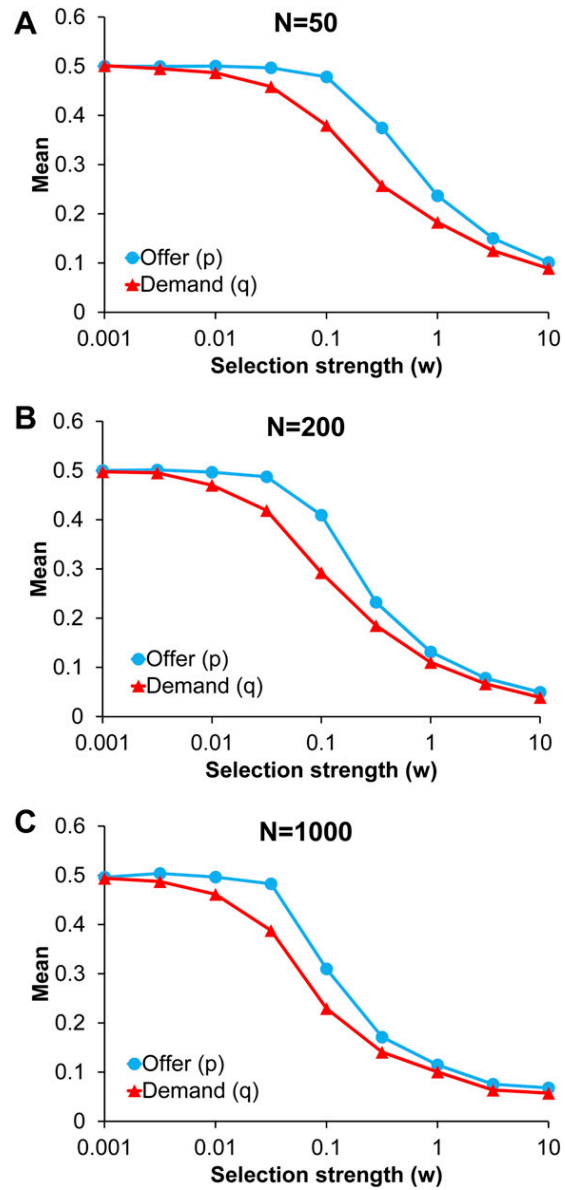 A
N=50
0.6
0.5
0.4
0.3
0.2
0.1
0
Mean
Offer (p)
Demand (q)
0.001 0.01 0.1 1 10
Selection strength (w)
B
N=200
0.6
0.5
0.4
0.3
0.2
0.1
0
Mean
Offer (p)
Demand (q)
0.001 0.01 0.1 1 10
Selection strength (w)
C
N=1000
0.6
0.5
0.4
0.3
0.2
0.1
0
Mean
Offer (p)
Demand (q)
0.001 0.01 0.1 1 10
Selection strength (w)